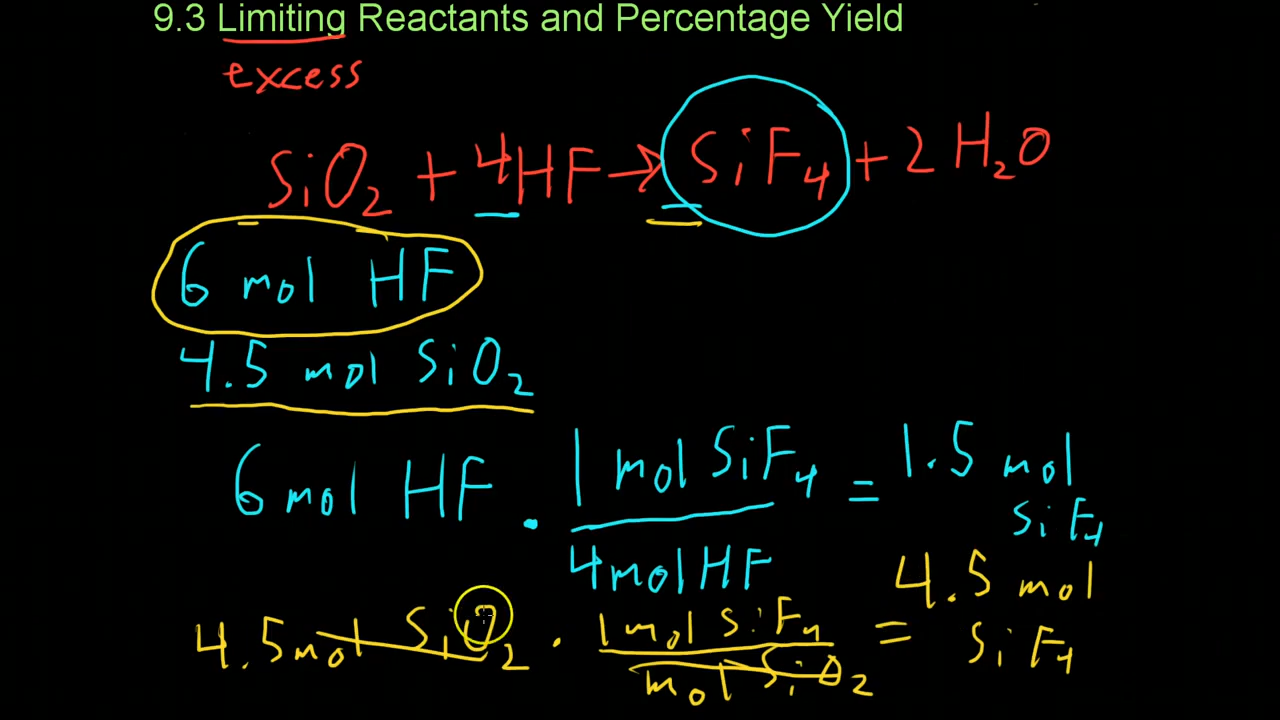 9.3 Limiting Reactants and Percentage Yield
excess
SiO₂ + 4HF → SiF₄ + 2H₂O
6 mol HF
4.5 mol SiO₂
6 mol HF · 1 mol SiF₄ / 4 mol HF = 1.5 mol SiF₄
4.5 mol SiO₂ · 1 mol SiF₄ / mol SiO₂ = 4.5 mol SiF₄